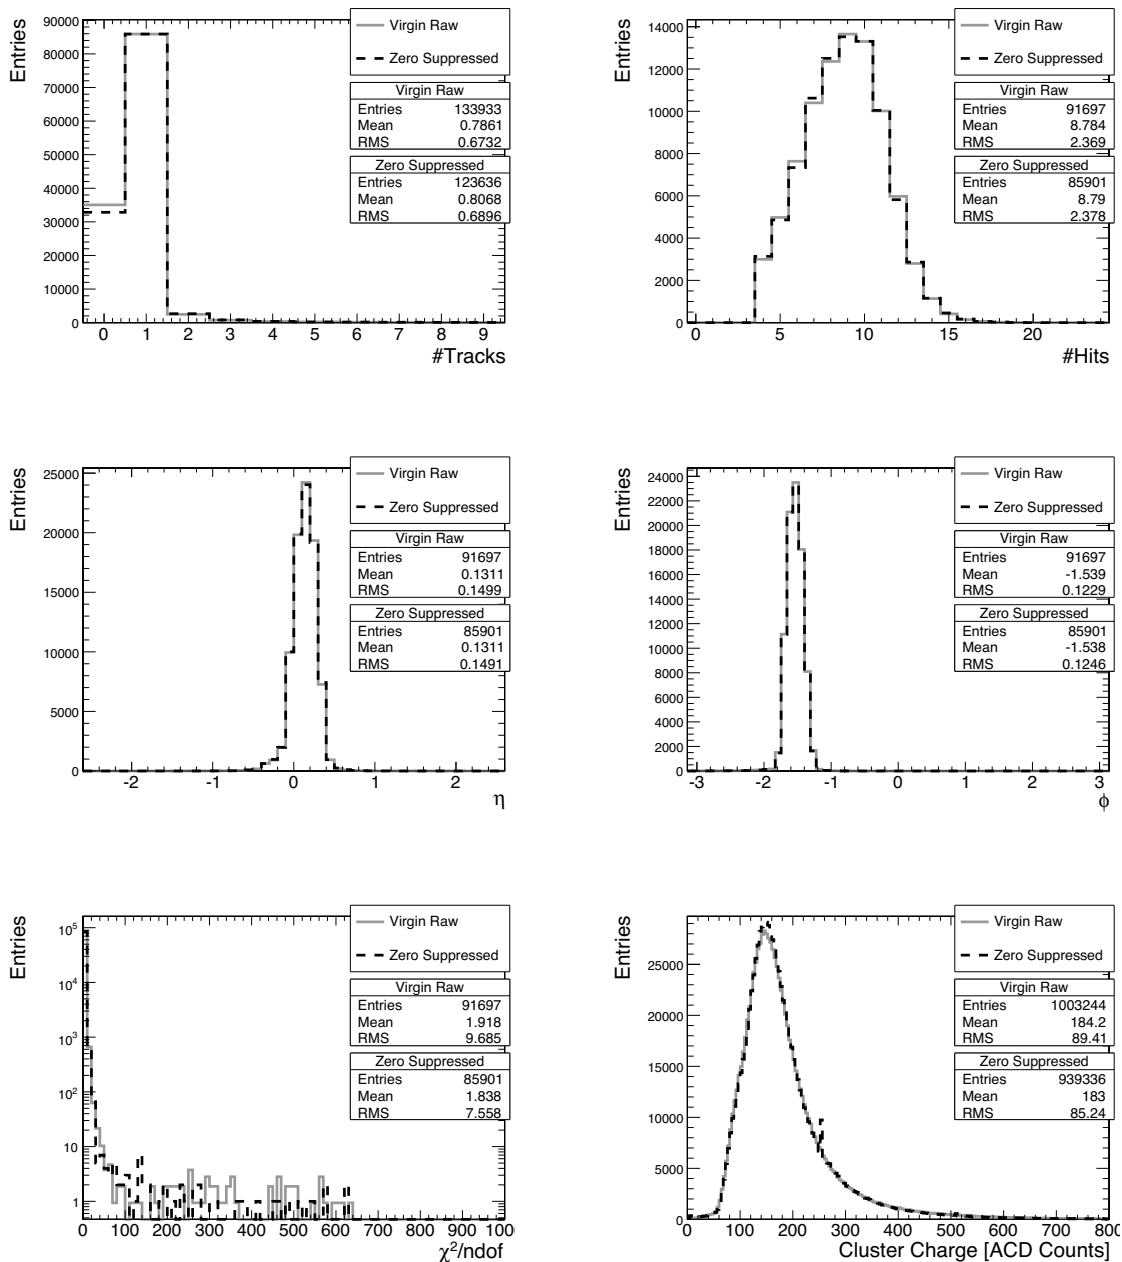 Entries
90000
80000
70000
60000
50000
40000
30000
20000
10000
0
0 1 2 3 4 5 6 7 8 9
#Tracks
Virgin Raw
Zero Suppressed
Virgin Raw
Entries 133933
Mean 0.7861
RMS 0.6732
Zero Suppressed
Entries 123636
Mean 0.8068
RMS 0.6896
Entries
14000
12000
10000
8000
6000
4000
2000
0
0 5 10 15 20
#Hits
Virgin Raw
Zero Suppressed
Virgin Raw
Entries 91697
Mean 8.784
RMS 2.369
Zero Suppressed
Entries 85901
Mean 8.79
RMS 2.378
Entries
25000
20000
15000
10000
5000
0
-2 -1 0 1 2
η
Virgin Raw
Zero Suppressed
Virgin Raw
Entries 91697
Mean 0.1311
RMS 0.1499
Zero Suppressed
Entries 85901
Mean 0.1311
RMS 0.1491
Entries
24000
22000
20000
18000
16000
14000
12000
10000
8000
6000
4000
2000
0
-3 -2 -1 0 1 2 3
ϕ
Virgin Raw
Zero Suppressed
Virgin Raw
Entries 91697
Mean -1.539
RMS 0.1229
Zero Suppressed
Entries 85901
Mean -1.538
RMS 0.1246
Entries
10⁵
10⁴
10³
10²
10
1
0 100 200 300 400 500 600 700 800 900 100
χ²/ndof
Virgin Raw
Zero Suppressed
Virgin Raw
Entries 91697
Mean 1.918
RMS 9.685
Zero Suppressed
Entries 85901
Mean 1.838
RMS 7.558
Entries
25000
20000
15000
10000
5000
0
0 100 200 300 400 500 600 700 800
Cluster Charge [ACD Counts]
Virgin Raw
Zero Suppressed
Virgin Raw
Entries 1003244
Mean 184.2
RMS 89.41
Zero Suppressed
Entries 939336
Mean 183
RMS 85.24